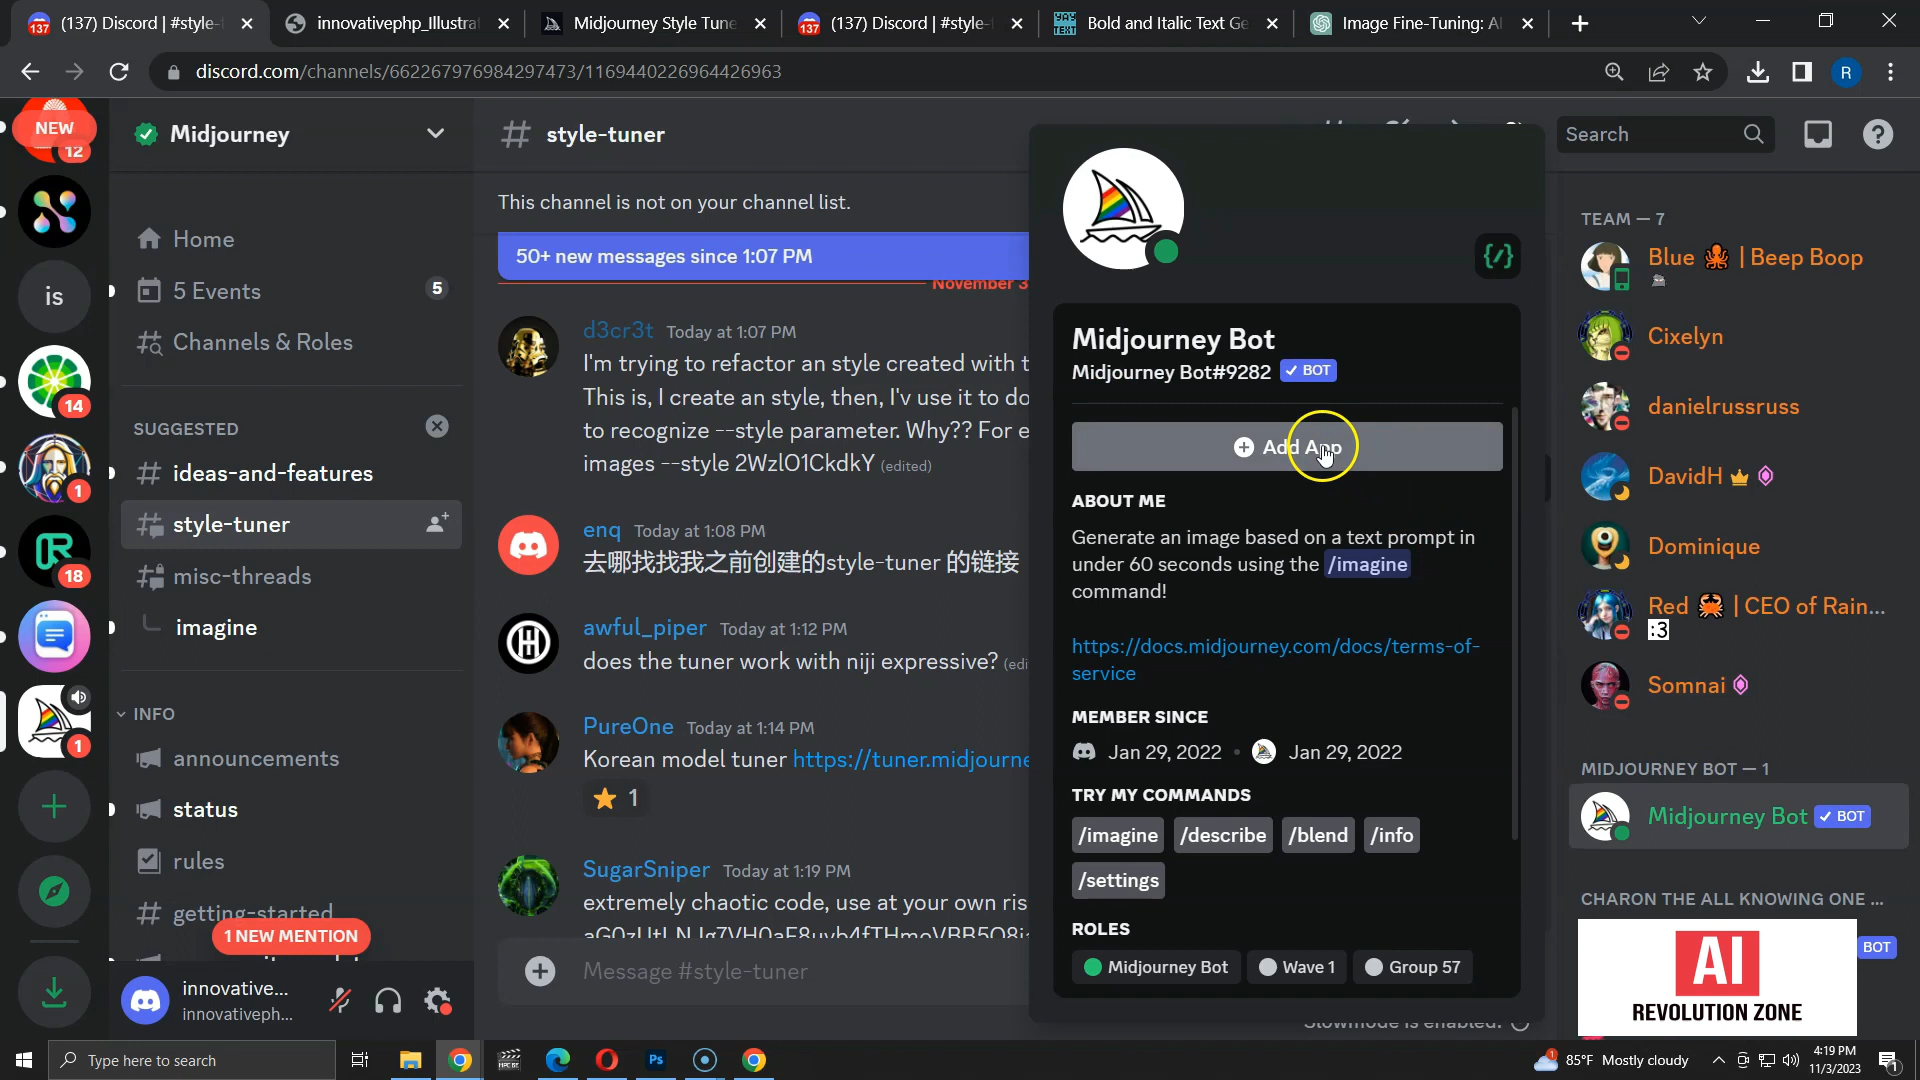 (137) Discord | #style-
innovativephp_Illustra
Midjourney Style Tune
(137) Discord | #style-
Bold and Italic Text Ge
Image Fine-Tuning: AI
discord.com/channels/662267976984297473/1169440226964426963
R
NEW
12
is
14
1
18
1
Midjourney
Home
5 Events
5
Channels & Roles
SUGGESTED
ideas-and-features
style-tuner
misc-threads
imagine
INFO
announcements
status
rules
getting-started
1 NEW MENTION
innovative...
innovativeph...
style-tuner
This channel is not on your channel list.
50+ new messages since 1:07 PM
November 3
d3cr3t Today at 1:07 PM
I'm trying to refactor an style created with t
This is, I create an style, then, I'v use it to do
to recognize --style parameter. Why?? For e
images --style 2WzlO1CkdkY (edited)
enq Today at 1:08 PM
去哪找找我之前创建的style-tuner 的链接
awful_piper Today at 1:12 PM
does the tuner work with niji expressive? (edi
PureOne Today at 1:14 PM
Korean model tuner https://tuner.midjourne
1
SugarSniper Today at 1:19 PM
extremely chaotic code, use at your own ris
Message #style-tuner
Midjourney Bot
Midjourney Bot#9282 BOT
Add App
ABOUT ME
Generate an image based on a text prompt in
under 60 seconds using the /imagine
command!
https://docs.midjourney.com/docs/terms-of-
service
MEMBER SINCE
Jan 29, 2022 • Jan 29, 2022
TRY MY COMMANDS
/imagine /describe /blend /info
/settings
ROLES
Midjourney Bot Wave 1 Group 57
Slowmode is enabled.
Search
TEAM — 7
Blue | Beep Boop
Cixelyn
danielrussruss
DavidH
Dominique
Red | CEO of Rain...
:3
Somnai
MIDJOURNEY BOT — 1
Midjourney Bot BOT
CHARON THE ALL KNOWING ONE ...
BOT
AI
REVOLUTION ZONE
Type here to search
Ps
85°F Mostly cloudy
4:19 PM
11/3/2023
1